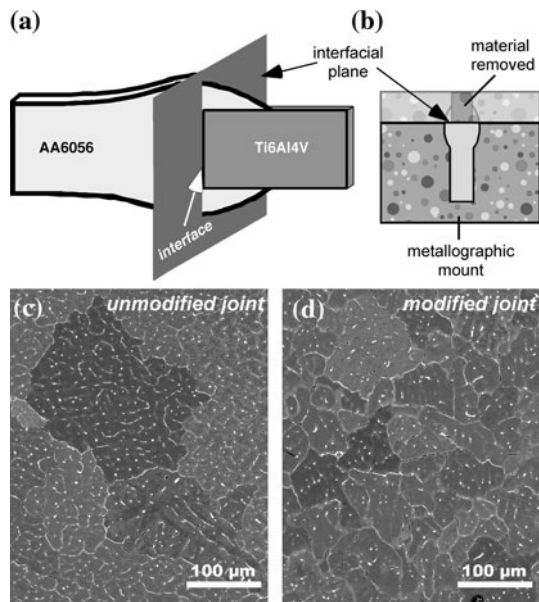 (a)
(b)
interfacial
plane
material
removed
AA6056
Ti6Al4V
interface
metallographic
mount
(c) unmodified joint
(d) modified joint
100 µm
100 µm